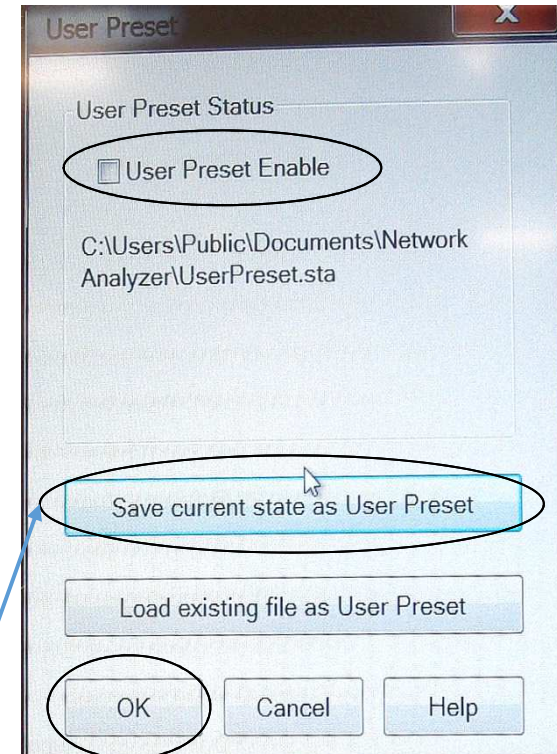 User Preset
X
User Preset Status
User Preset Enable
C:\Users\Public\Documents\Network
Analyzer\UserPreset.sta
Save current state as User Preset
Load existing file as User Preset
OK Cancel Help